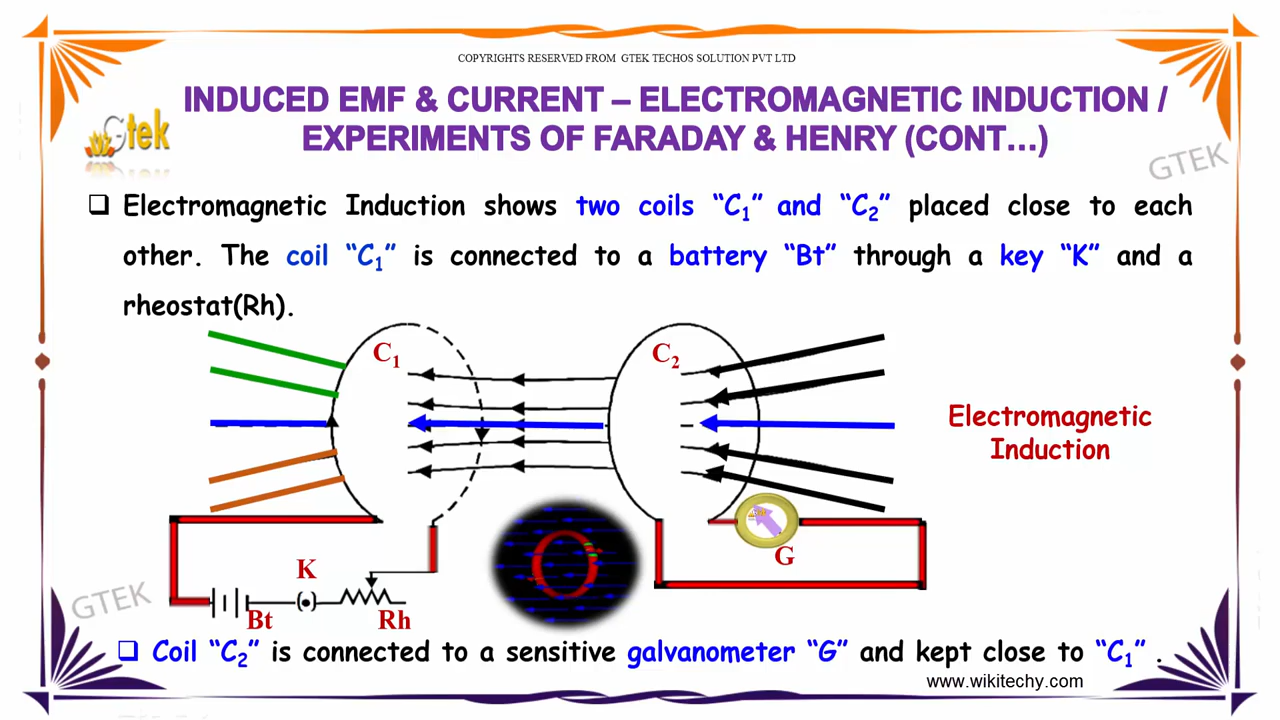 COPYRIGHTS RESERVED FROM GTEK TECHOS SOLUTION PVT LTD
INDUCED EMF & CURRENT – ELECTROMAGNETIC INDUCTION /
EXPERIMENTS OF FARADAY & HENRY (CONT…)
Gtek
GTEK
❑ Electromagnetic Induction shows two coils “C₁” and “C₂” placed close to each
other. The coil “C₁” is connected to a battery “Bt” through a key “K” and a
rheostat(Rh).
C₁
C₂
Electromagnetic
Induction
G
K
GTEK
Bt
Rh
❑ Coil “C₂” is connected to a sensitive galvanometer “G” and kept close to “C₁” .
www.wikitechy.com